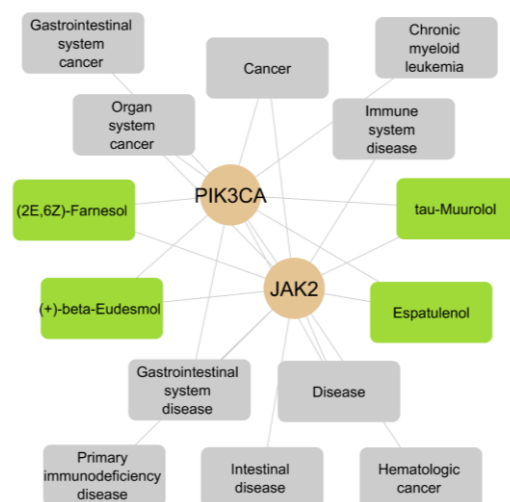 Gastrointestinal
system
cancer
Chronic
myeloid
leukemia
Cancer
Organ
system
cancer
Immune
system
disease
PIK3CA
(2E,6Z)-Farnesol
tau-Muurolol
JAK2
(+)-beta-Eudesmol
Espatulenol
Gastrointestinal
system
disease
Disease
Primary
immunodeficiency
disease
Intestinal
disease
Hematologic
cancer